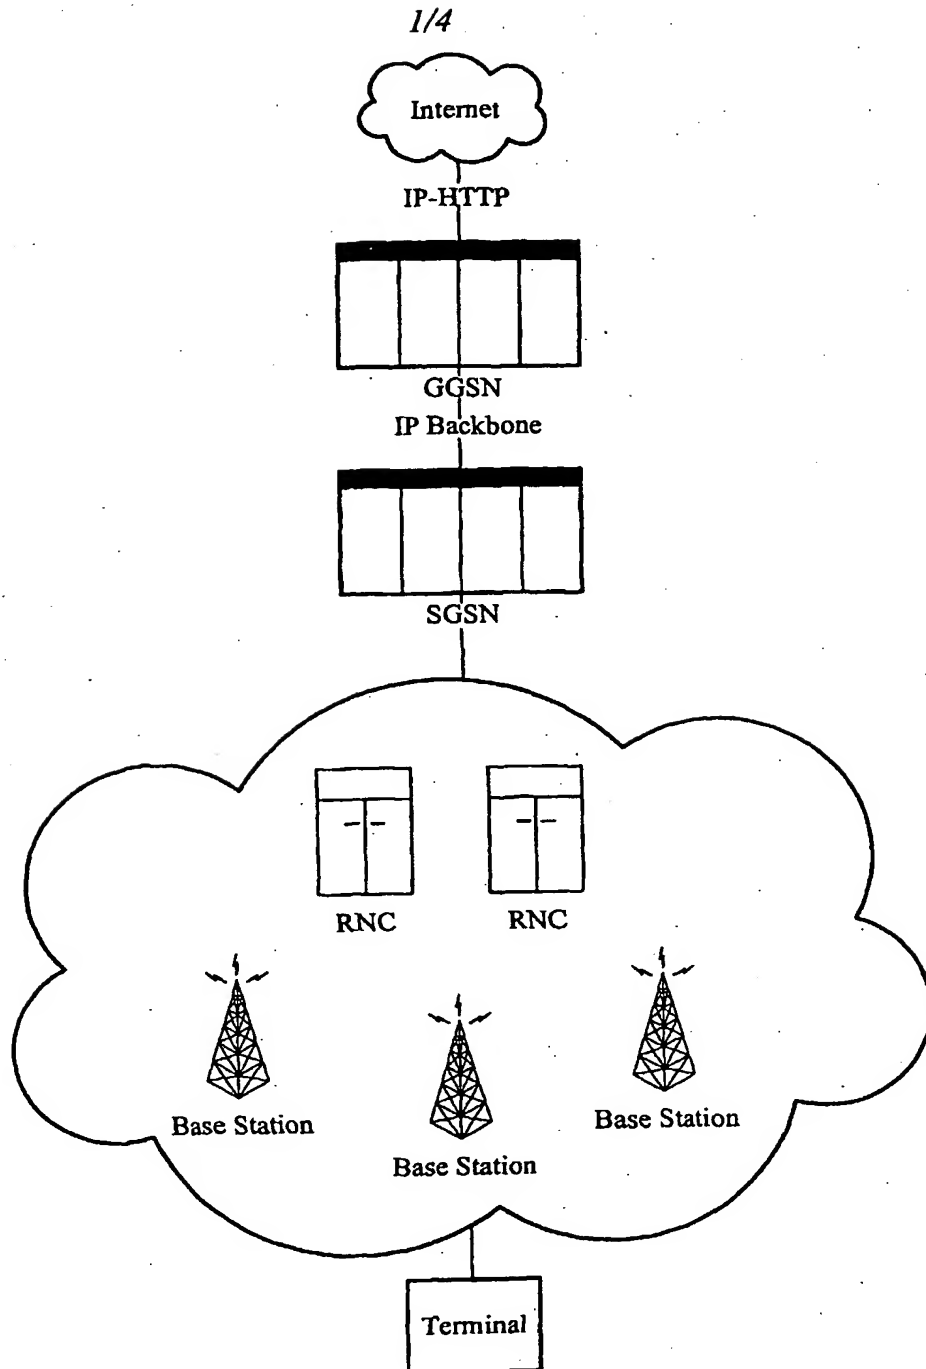 1/4
Internet
IP-HTTP
GGSN
IP Backbone
SGSN
RNC RNC
Base Station Base Station
Base Station
Terminal